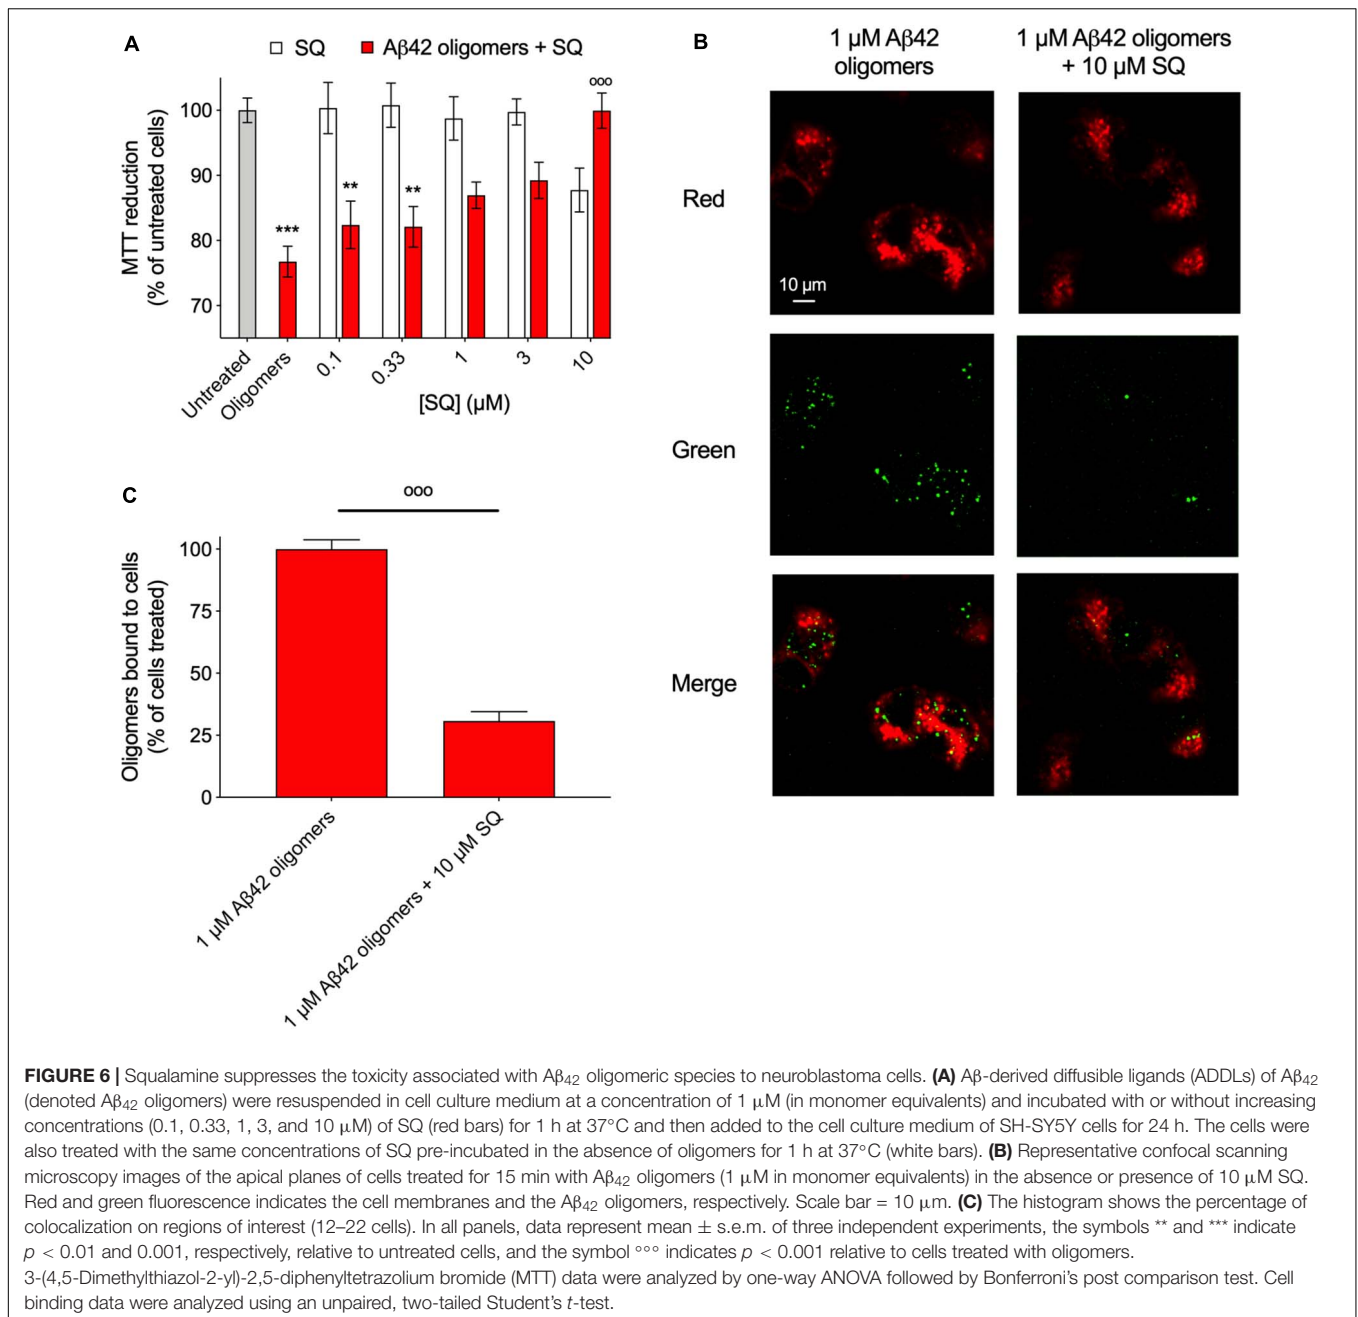 A
SQ
Aβ42 oligomers + SQ
MTT reduction
(% of untreated cells)
100
90
80
70
***
**
**
ooo
Untreated
Oligomers
0.1
0.33
1
3
10
[SQ] (µM)
B
1 µM Aβ42
oligomers
1 µM Aβ42 oligomers
+ 10 µM SQ
Red
10 µm
Green
Merge
C
ooo
Oligomers bound to cells
(% of cells treated)
100
75
50
25
0
1 µM Aβ42 oligomers
1 µM Aβ42 oligomers + 10 µM SQ
FIGURE 6 | Squalamine suppresses the toxicity associated with Aβ42 oligomeric species to neuroblastoma cells. (A) Aβ-derived diffusible ligands (ADDLs) of Aβ42
(denoted Aβ42 oligomers) were resuspended in cell culture medium at a concentration of 1 µM (in monomer equivalents) and incubated with or without increasing
concentrations (0.1, 0.33, 1, 3, and 10 µM) of SQ (red bars) for 1 h at 37°C and then added to the cell culture medium of SH-SY5Y cells for 24 h. The cells were
also treated with the same concentrations of SQ pre-incubated in the absence of oligomers for 1 h at 37°C (white bars). (B) Representative confocal scanning
microscopy images of the apical planes of cells treated for 15 min with Aβ42 oligomers (1 µM in monomer equivalents) in the absence or presence of 10 µM SQ.
Red and green fluorescence indicates the cell membranes and the Aβ42 oligomers, respectively. Scale bar = 10 µm. (C) The histogram shows the percentage of
colocalization on regions of interest (12–22 cells). In all panels, data represent mean ± s.e.m. of three independent experiments, the symbols ** and *** indicate
p < 0.01 and 0.001, respectively, relative to untreated cells, and the symbol °°° indicates p < 0.001 relative to cells treated with oligomers.
3-(4,5-Dimethylthiazol-2-yl)-2,5-diphenyltetrazolium bromide (MTT) data were analyzed by one-way ANOVA followed by Bonferroni's post comparison test. Cell
binding data were analyzed using an unpaired, two-tailed Student's t-test.